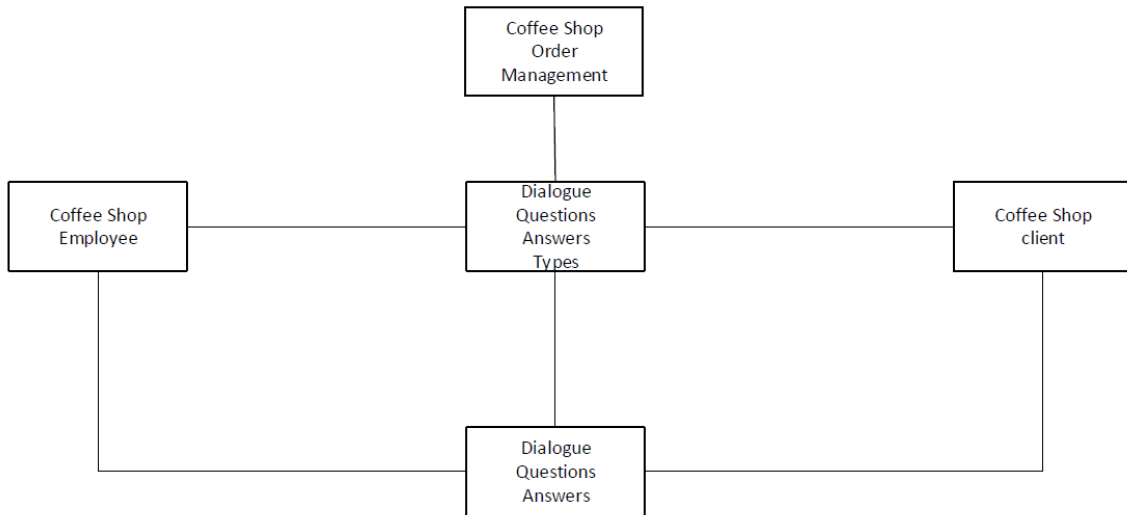 Coffee Shop
Order
Management
Coffee Shop
Employee
Dialogue
Questions
Answers
Types
Coffee Shop
client
Dialogue
Questions
Answers